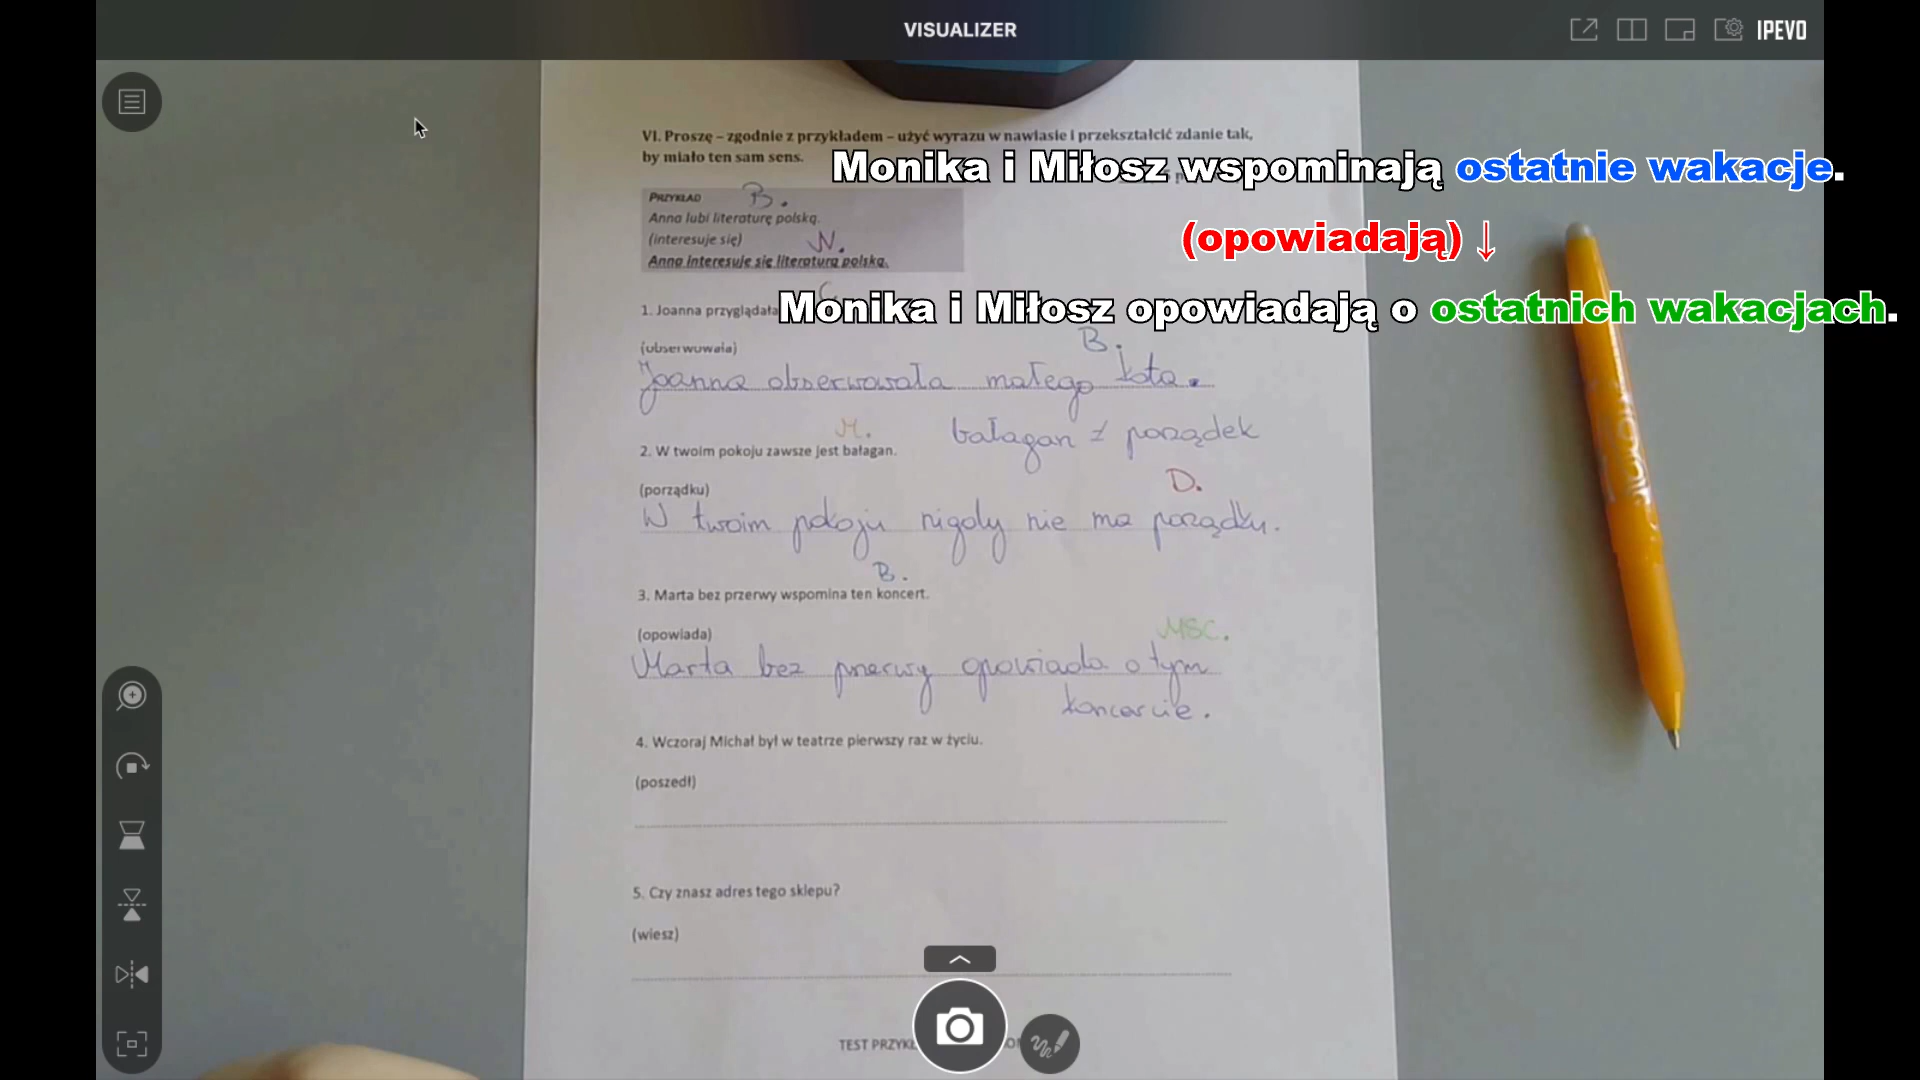 VISUALIZER
IPEVO
VI. Proszę – zgodnie z przykładem – użyć wyrazu w nawiasie i przekształcić zdanie tak,
by miało ten sam sens.
Monika i Miłosz wspominają ostatnie wakacje.
(opowiadają) ↓
Monika i Miłosz opowiadają o ostatnich wakacjach.
PRZYKŁAD
B.
Anna lubi literaturę polską.
(interesuje się)
N.
Anna interesuje się literaturą polską.
1. Joanna przyglądała
(obserwowała)
B.
Joanna obserwowała małego kota.
M.
bałagan ≠ porządek
2. W twoim pokoju zawsze jest bałagan.
(porządku)
D.
W twoim pokoju nigdy nie ma porządku.
B.
3. Marta bez przerwy wspomina ten koncert.
(opowiada)
MSC.
Marta bez przerwy opowiada o tym
koncercie.
4. Wczoraj Michał był w teatrze pierwszy raz w życiu.
(poszedł)
5. Czy znasz adres tego sklepu?
(wiesz)
TEST